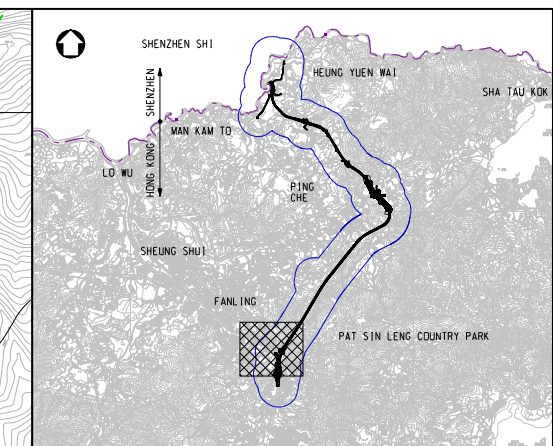 SHENZHEN SHI
SHENZHEN
HONG KONG
HEUNG YUEN WAI
SHA TAU KOK
MAN KAM TO
LO WU
PING
CHE
SHEUNG SHUI
FANLING
PAT SIN LENG COUNTRY PARK